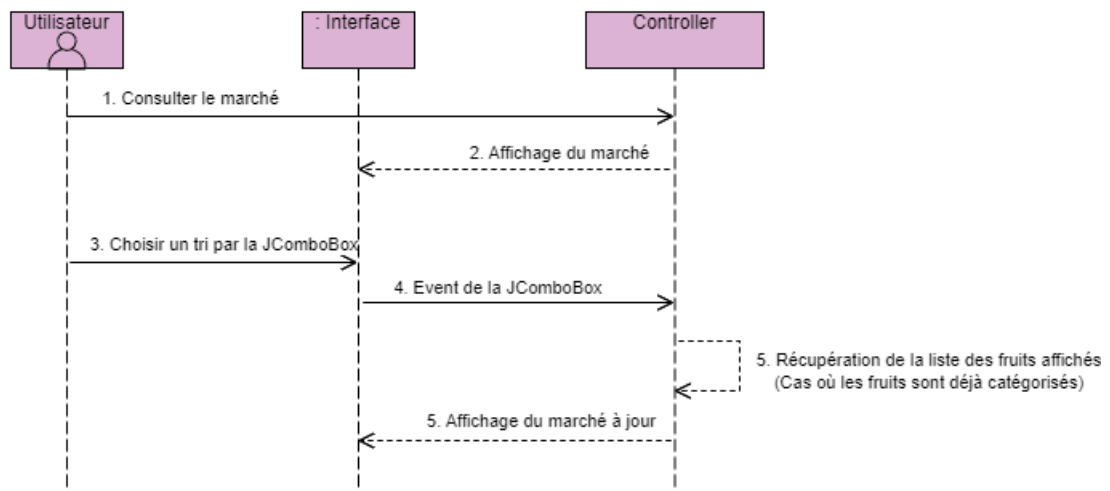 Utilisateur
: Interface
Controller
1. Consulter le marché
2. Affichage du marché
3. Choisir un tri par la JComboBox
4. Event de la JComboBox
5. Récupération de la liste des fruits affichés
(Cas où les fruits sont déjà catégorisés)
5. Affichage du marché à jour